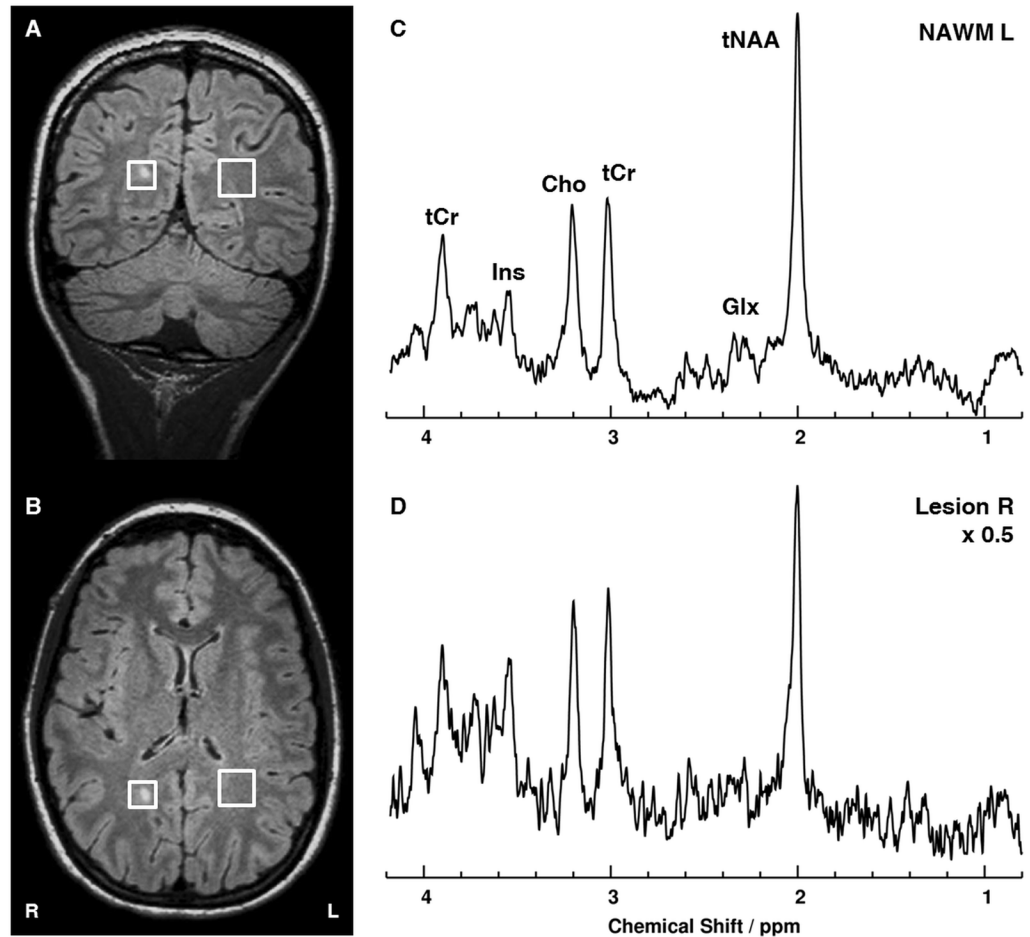 A
C
tNAA
NAWM L
Cho
tCr
tCr
Ins
Glx
4
3
2
1
B
D
Lesion R
x 0.5
R
L
4
3
2
1
Chemical Shift / ppm